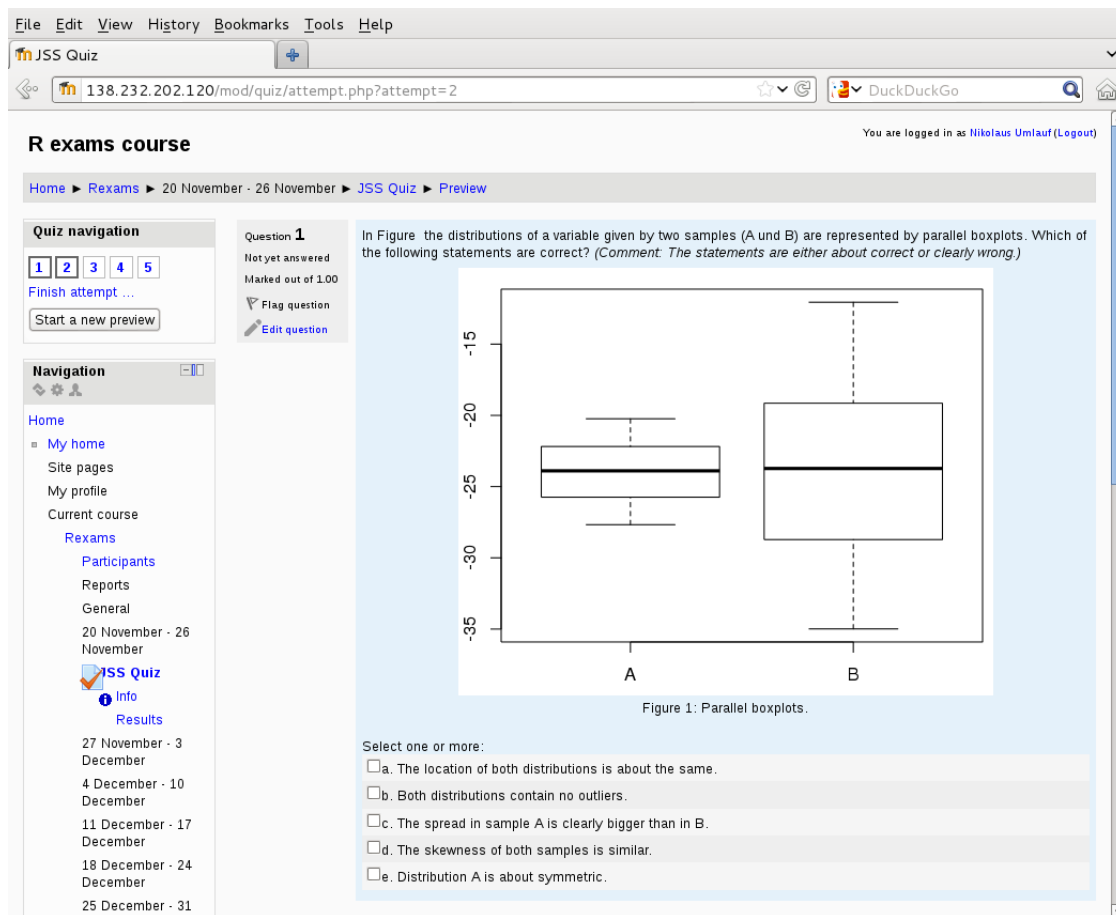 File Edit View History Bookmarks Tools Help
JSS Quiz
138.232.202.120/mod/quiz/attempt.php?attempt=2
DuckDuckGo
R exams course
You are logged in as Nikolaus Umlauf (Logout)
Home ► Rexams ► 20 November - 26 November ► JSS Quiz ► Preview
Quiz navigation
1 2 3 4 5
Finish attempt ...
Start a new preview
Navigation
Home
My home
Site pages
My profile
Current course
Rexams
Participants
Reports
General
20 November - 26
November
JSS Quiz
Info
Results
27 November - 3
December
4 December - 10
December
11 December - 17
December
18 December - 24
December
25 December - 31
Question 1
Not yet answered
Marked out of 1.00
Flag question
Edit question
In Figure the distributions of a variable given by two samples (A und B) are represented by parallel boxplots. Which of
the following statements are correct? (Comment: The statements are either about correct or clearly wrong.)
-15
-20
-25
-30
-35
A B
Figure 1: Parallel boxplots.
Select one or more:
a. The location of both distributions is about the same.
b. Both distributions contain no outliers.
c. The spread in sample A is clearly bigger than in B.
d. The skewness of both samples is similar.
e. Distribution A is about symmetric.